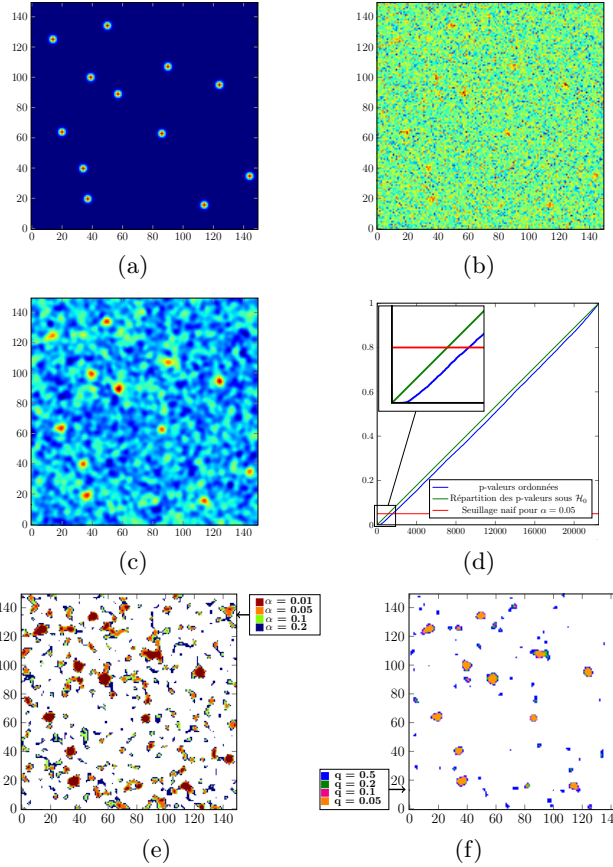 140
120
100
80
60
40
20
0
0 20 40 60 80 100 120 140
(a)
140
120
100
80
60
40
20
0
0 20 40 60 80 100 120 140
(b)
140
120
100
80
60
40
20
0
0 20 40 60 80 100 120 140
(c)
1
0.8
0.6
0.4
0.2
0
p-valeurs ordonnées
Répartition des p-valeurs sous ℋ₀
Seuillage naif pour α = 0.05
0 4000 8000 12000 16000 20000
(d)
140
120
100
80
60
40
20
0
α = 0.01
α = 0.05
α = 0.1
α = 0.2
0 20 40 60 80 100 120 140
(e)
140
120
100
80
60
40
20
0
q = 0.5
q = 0.2
q = 0.1
q = 0.05
0 20 40 60 80 100 120
(f)